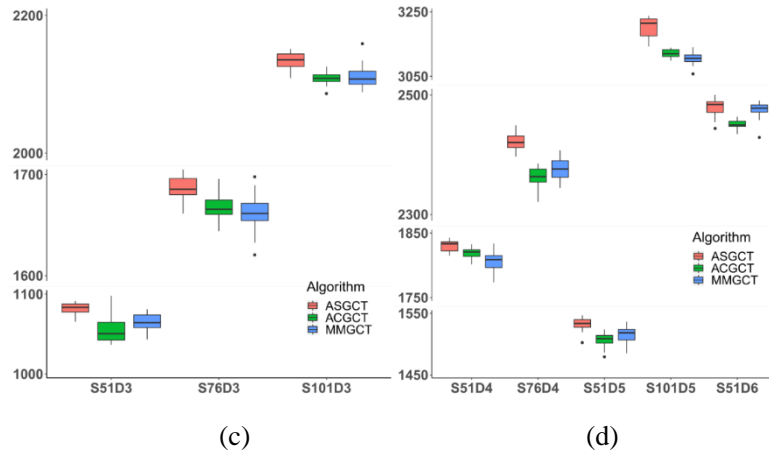 2200
2000
1700
1600
1100
1000
Algorithm
ASGCT
ACGCT
MMGCT
S51D3 S76D3 S101D3
(c)
3250
3050
2500
2300
1850
1750
1550
1450
Algorithm
ASGCT
ACGCT
MMGCT
S51D4 S76D4 S51D5 S101D5 S51D6
(d)